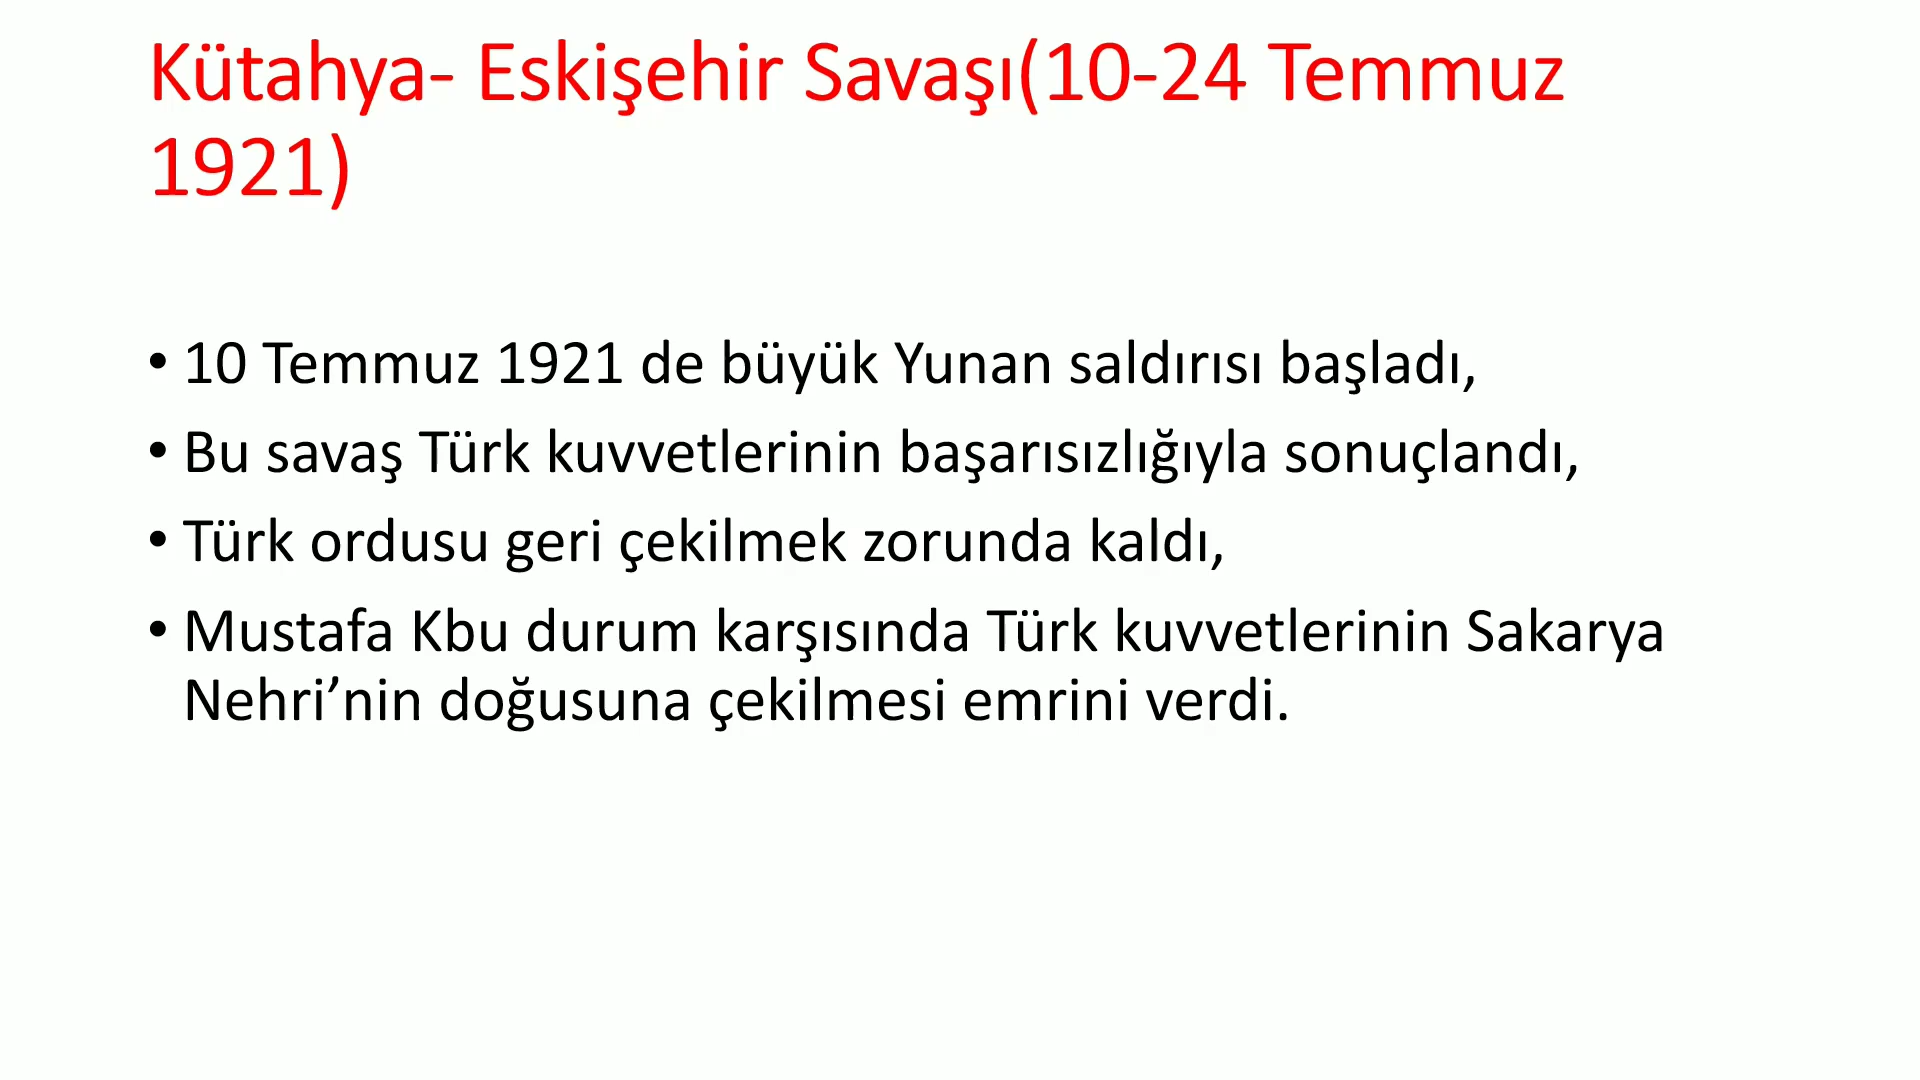 Kütahya- Eskişehir Savaşı(10-24 Temmuz
1921)
• 10 Temmuz 1921 de büyük Yunan saldırısı başladı,
• Bu savaş Türk kuvvetlerinin başarısızlığıyla sonuçlandı,
• Türk ordusu geri çekilmek zorunda kaldı,
• Mustafa Kbu durum karşısında Türk kuvvetlerinin Sakarya
Nehri’nin doğusuna çekilmesi emrini verdi.